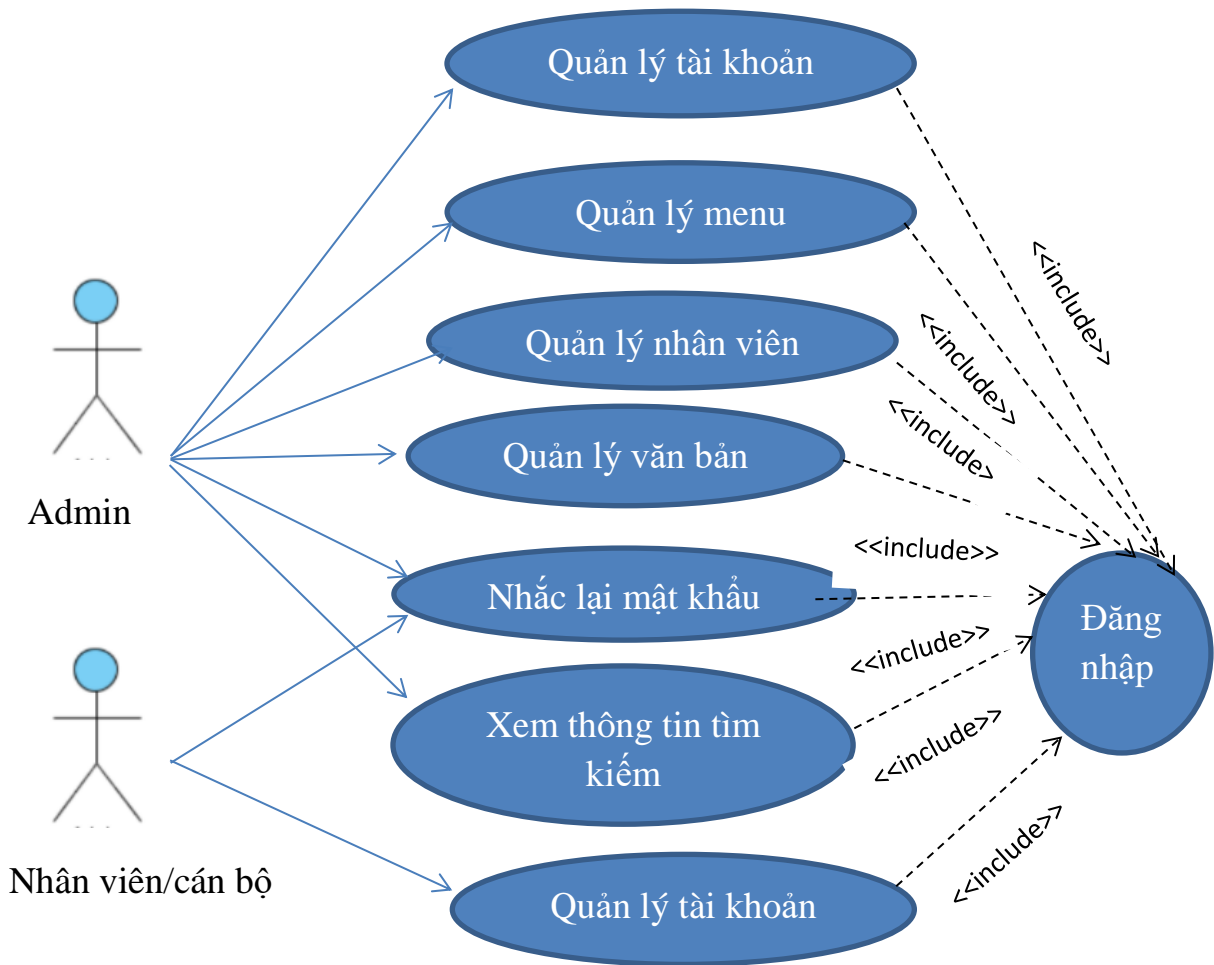 Quản lý tài khoản
Quản lý menu
<<include>>
Quản lý nhân viên
<<include>>
<<include>
Quản lý văn bản
Admin
<<include>>
Nhắc lại mật khẩu
Đăng
nhập
<<include>>
Xem thông tin tìm
kiếm
<<include>>
Nhân viên/cán bộ
<<include>>
Quản lý tài khoản